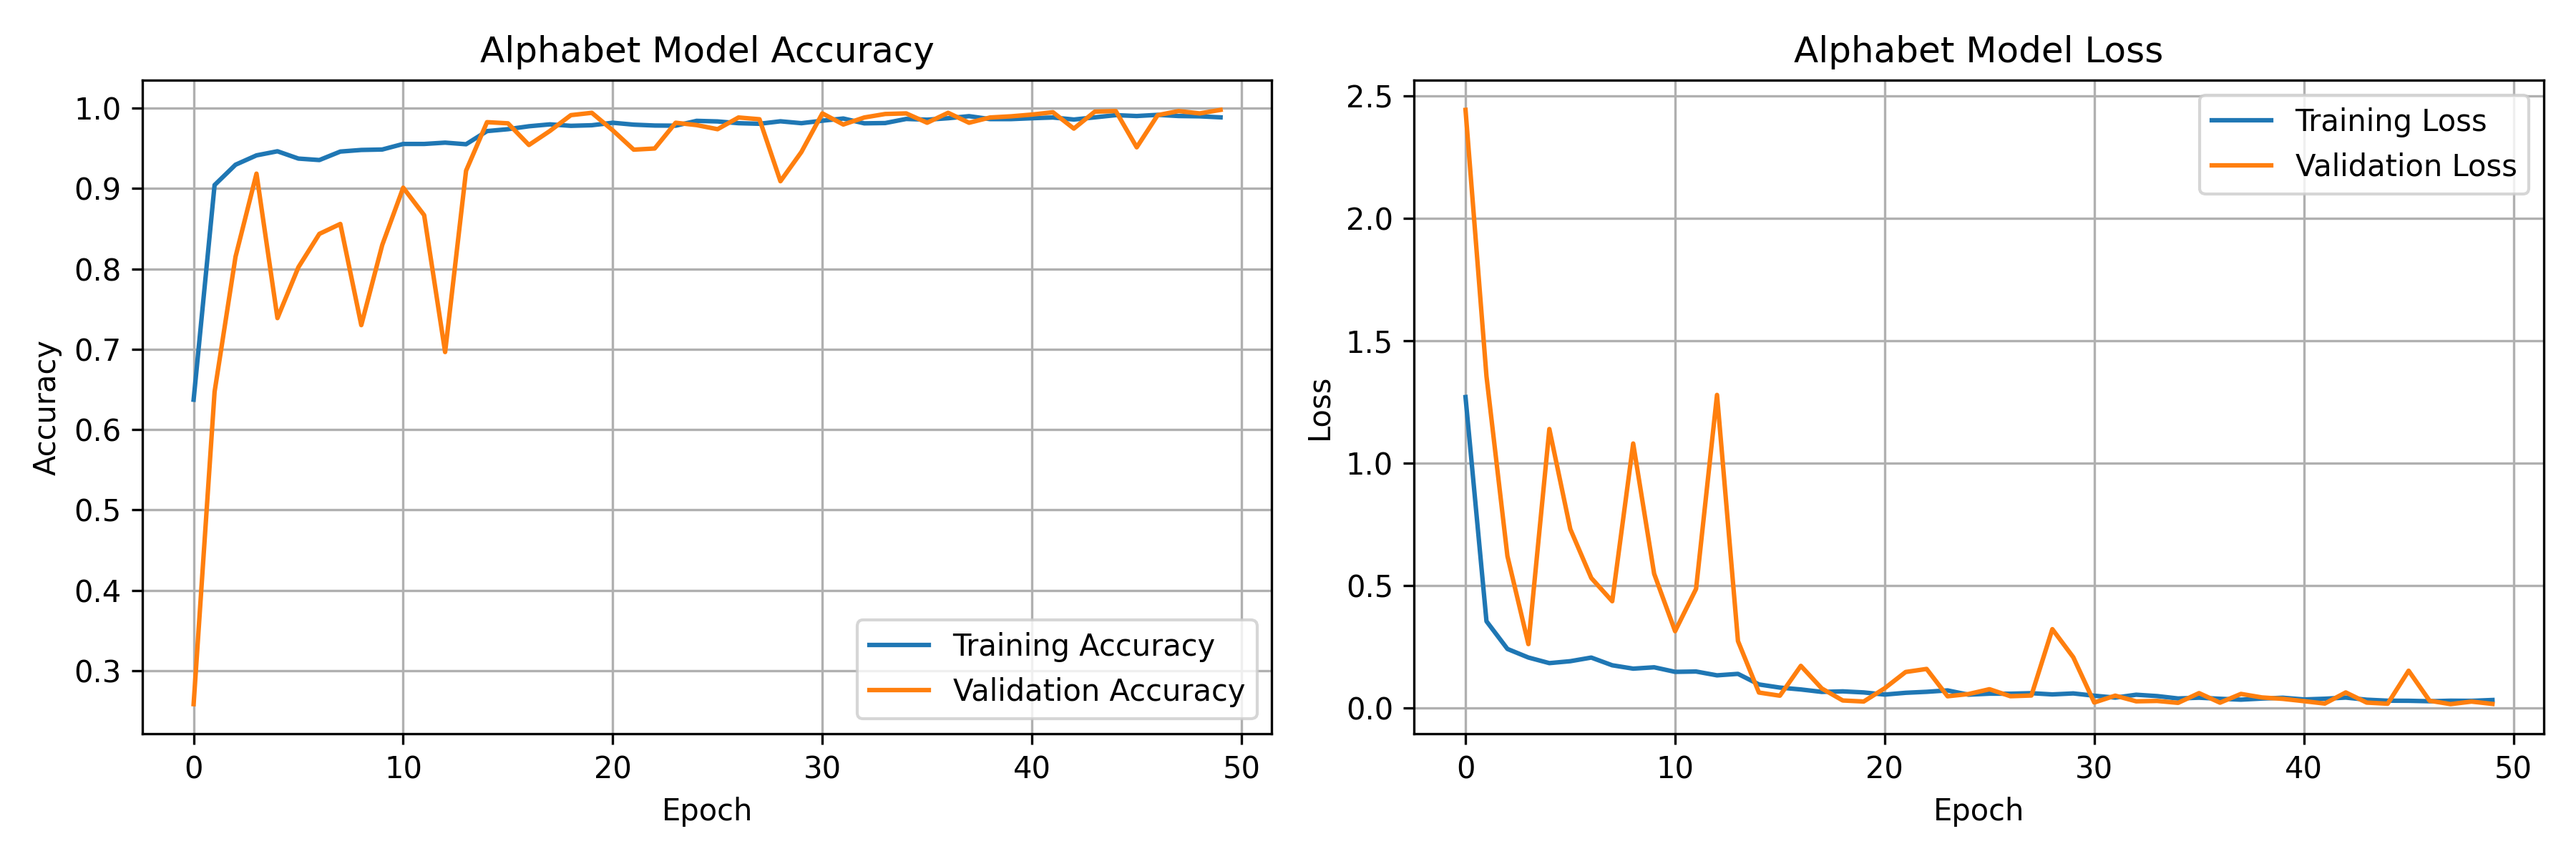 Alphabet Model Accuracy
1.0
0.9
0.8
0.7
0.6
0.5
0.4
0.3
Accuracy
Training Accuracy
Validation Accuracy
0 10 20 30 40 50
Epoch
Alphabet Model Loss
2.5
2.0
1.5
1.0
0.5
0.0
Loss
Training Loss
Validation Loss
0 10 20 30 40 50
Epoch